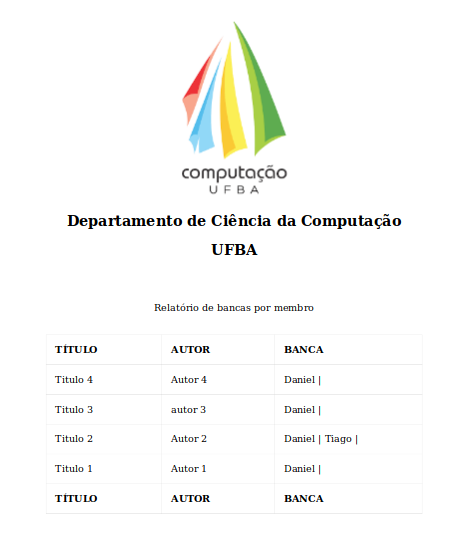 computação
UFBA
Departamento de Ciência da Computação
UFBA
Relatório de bancas por membro
TÍTULO AUTOR BANCA
Titulo 4 Autor 4 Daniel |
Titulo 3 autor 3 Daniel |
Titulo 2 Autor 2 Daniel | Tiago |
Titulo 1 Autor 1 Daniel |
TÍTULO AUTOR BANCA